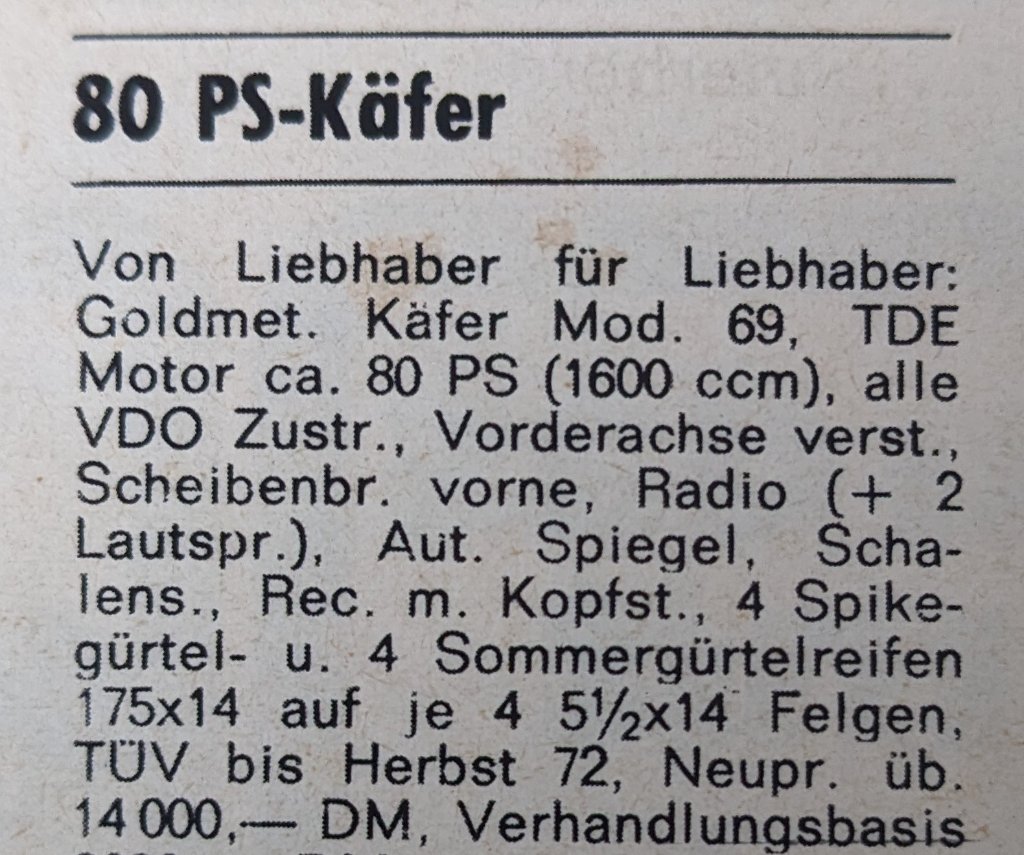 80 PS-Käfer
Von Liebhaber für Liebhaber:
Goldmet. Käfer Mod. 69, TDE
Motor ca. 80 PS (1600 ccm), alle
VDO Zustr., Vorderachse verst.,
Scheibenbr. vorne, Radio (+ 2
Lautspr.), Aut. Spiegel, Scha-
lens., Rec. m. Kopfst., 4 Spike-
gürtel- u. 4 Sommergürtelreifen
175x14 auf je 4 5½x14 Felgen,
TÜV bis Herbst 72, Neupr. üb.
14 000,— DM, Verhandlungsbasis